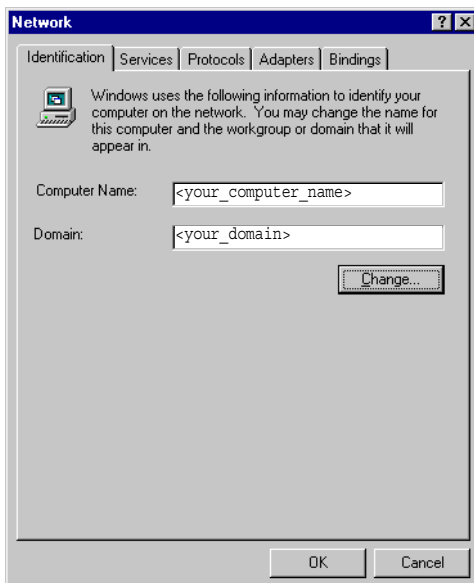 Network
Identification Services Protocols Adapters Bindings
Windows uses the following information to identify your
computer on the network. You may change the name for
this computer and the workgroup or domain that it will
appear in.
Computer Name: <your_computer_name>
Domain: <your_domain>
Change...
OK Cancel